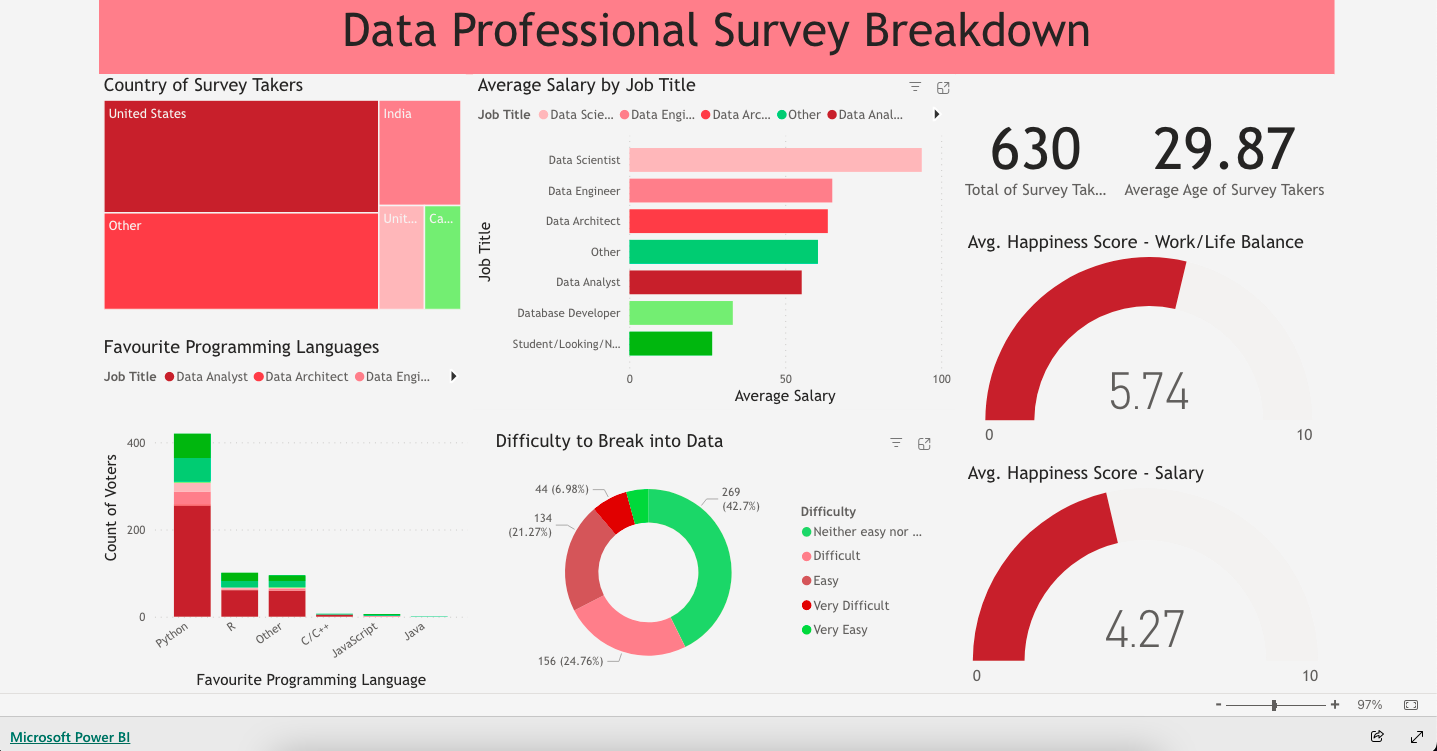 Data Professional Survey Breakdown
Country of Survey Takers
United States
India
Other
Unit...
Ca...
Average Salary by Job Title
Job Title Data Scie... Data Engi... Data Arc... Other Data Anal...
Job Title
Data Scientist
Data Engineer
Data Architect
Other
Data Analyst
Database Developer
Student/Looking/N...
0 50 100
Average Salary
630
Total of Survey Tak...
29.87
Average Age of Survey Takers
Avg. Happiness Score - Work/Life Balance
5.74
0 10
Favourite Programming Languages
Job Title Data Analyst Data Architect Data Engi...
Count of Voters
400
200
0
Python R Other C/C++ JavaScript Java
Favourite Programming Language
Difficulty to Break into Data
44 (6.98%)
269
(42.7%)
134
(21.27%)
156 (24.76%)
Difficulty
Neither easy nor ...
Difficult
Easy
Very Difficult
Very Easy
Avg. Happiness Score - Salary
4.27
0 10
- + 97%
Microsoft Power BI